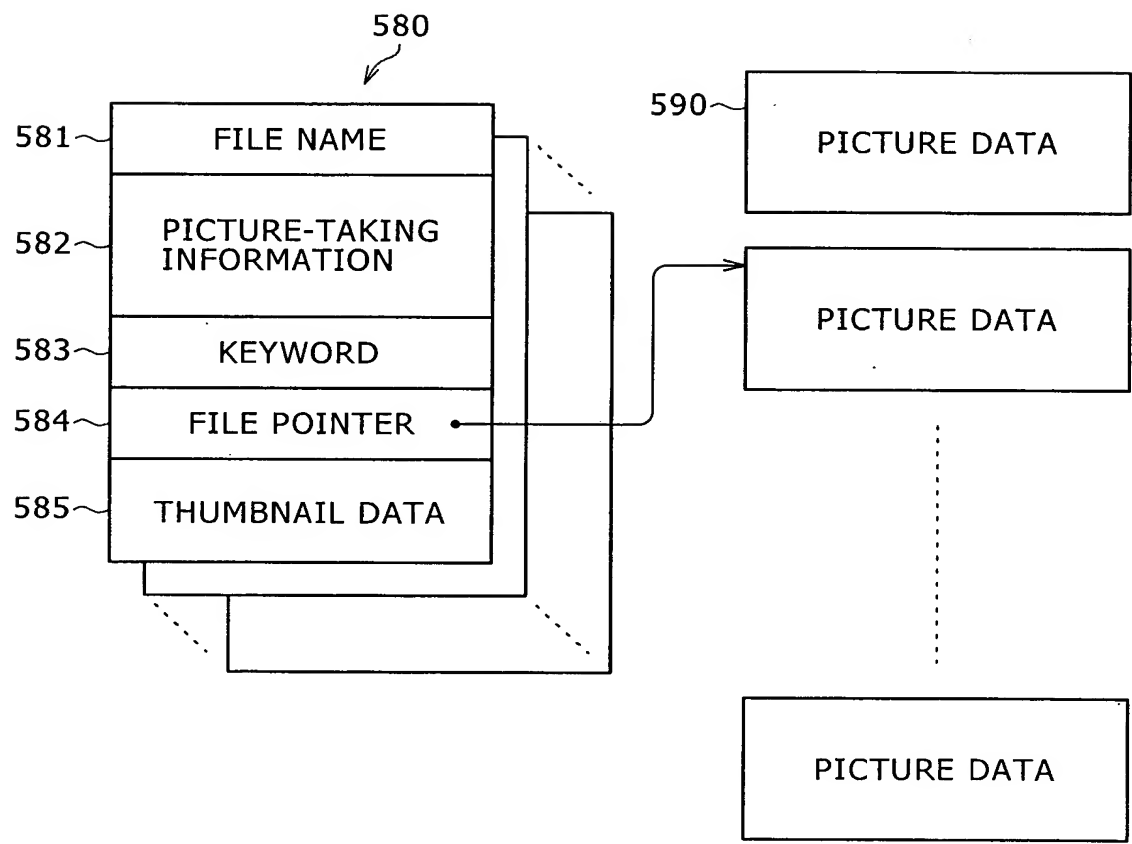 580
581
FILE NAME
582
PICTURE-TAKING
INFORMATION
583
KEYWORD
584
FILE POINTER
585
THUMBNAIL DATA
590
PICTURE DATA
PICTURE DATA
PICTURE DATA